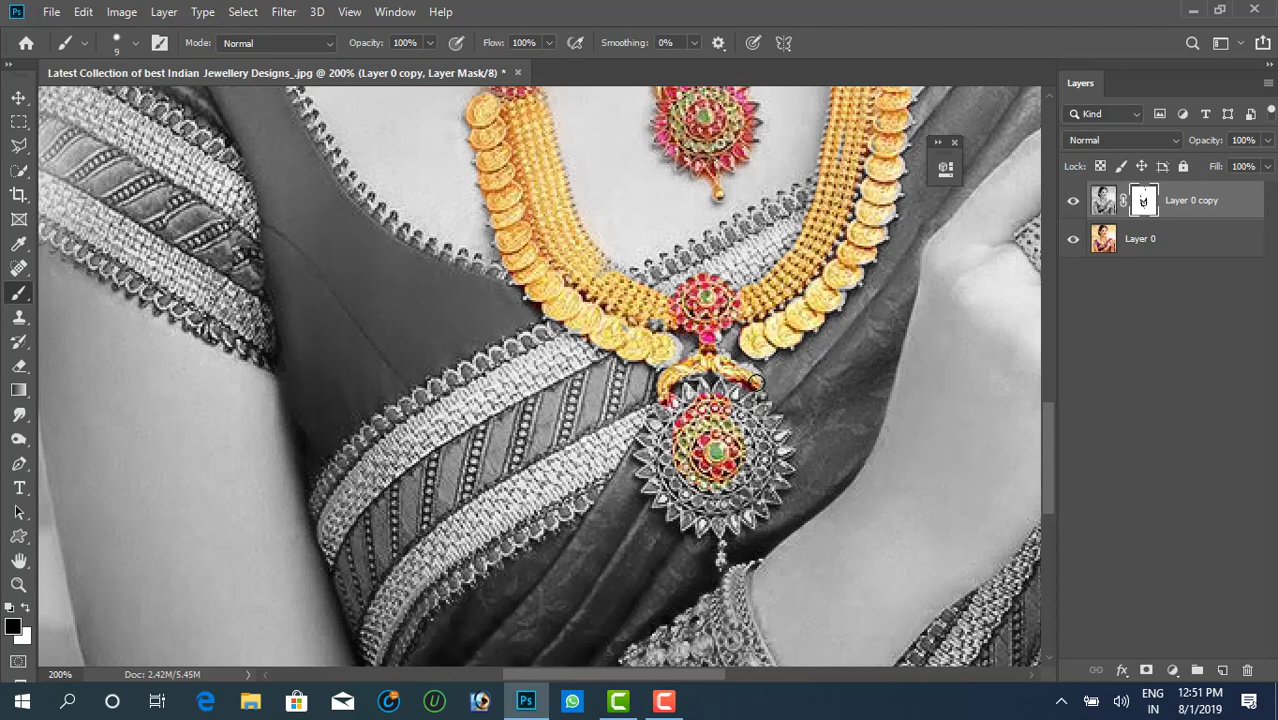 Ps File Edit Image Layer Type Select Filter 3D View Window Help
9 Mode: Normal Opacity: 100% Flow: 100% Smoothing: 0%
Latest Collection of best Indian Jewellery Designs_.jpg @ 200% (Layer 0 copy, Layer Mask/8) * ×
Layers
Kind
Normal Opacity: 100%
Lock: Fill: 100%
Layer 0 copy
Layer 0
200% Doc: 2.42M/5.45M
ENG 12:51 PM
IN 8/1/2019